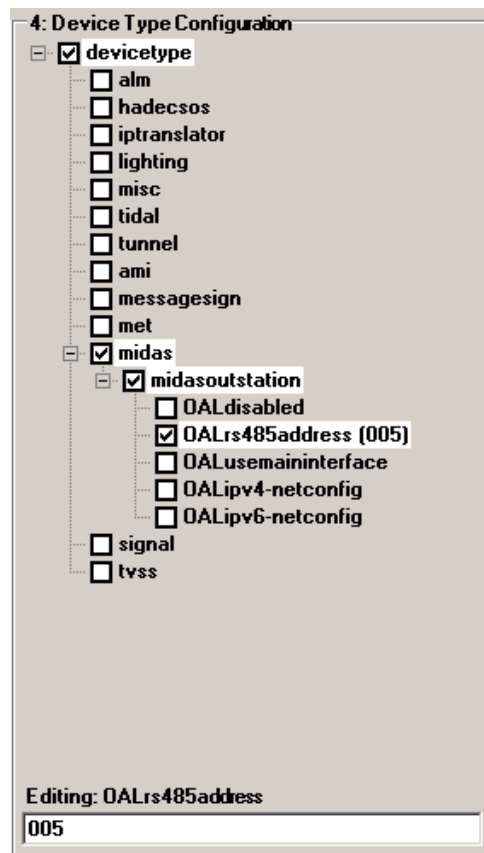 4: Device Type Configuration
devicetype
alm
hadecsos
iptranslator
lighting
misc
tidal
tunnel
ami
messagesign
met
midas
midasoutstation
OALdisabled
OALrs485address (005)
OALusemaininterface
OALipv4-netconfig
OALipv6-netconfig
signal
tvss
Editing: OALrs485address
005